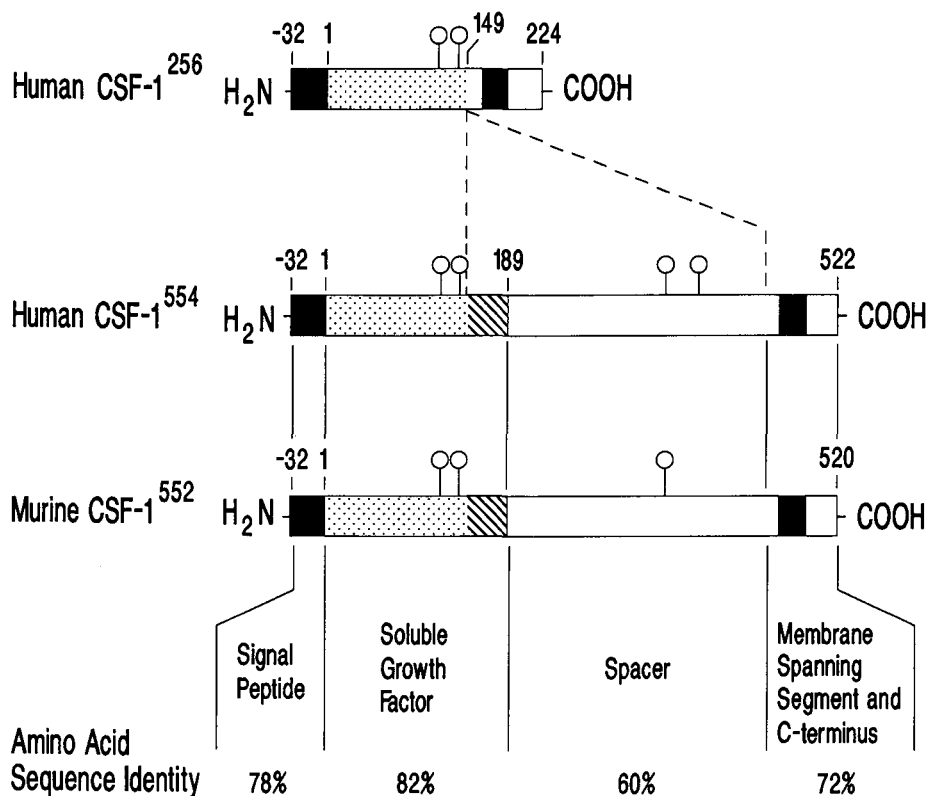 -32 1 149 224
Human CSF-1^256 H₂N COOH
-32 1 189 522
Human CSF-1^554 H₂N COOH
-32 1 520
Murine CSF-1^552 H₂N COOH
Signal
Peptide
Soluble
Growth
Factor
Spacer
Membrane
Spanning
Segment and
C-terminus
Amino Acid
Sequence Identity 78% 82% 60% 72%